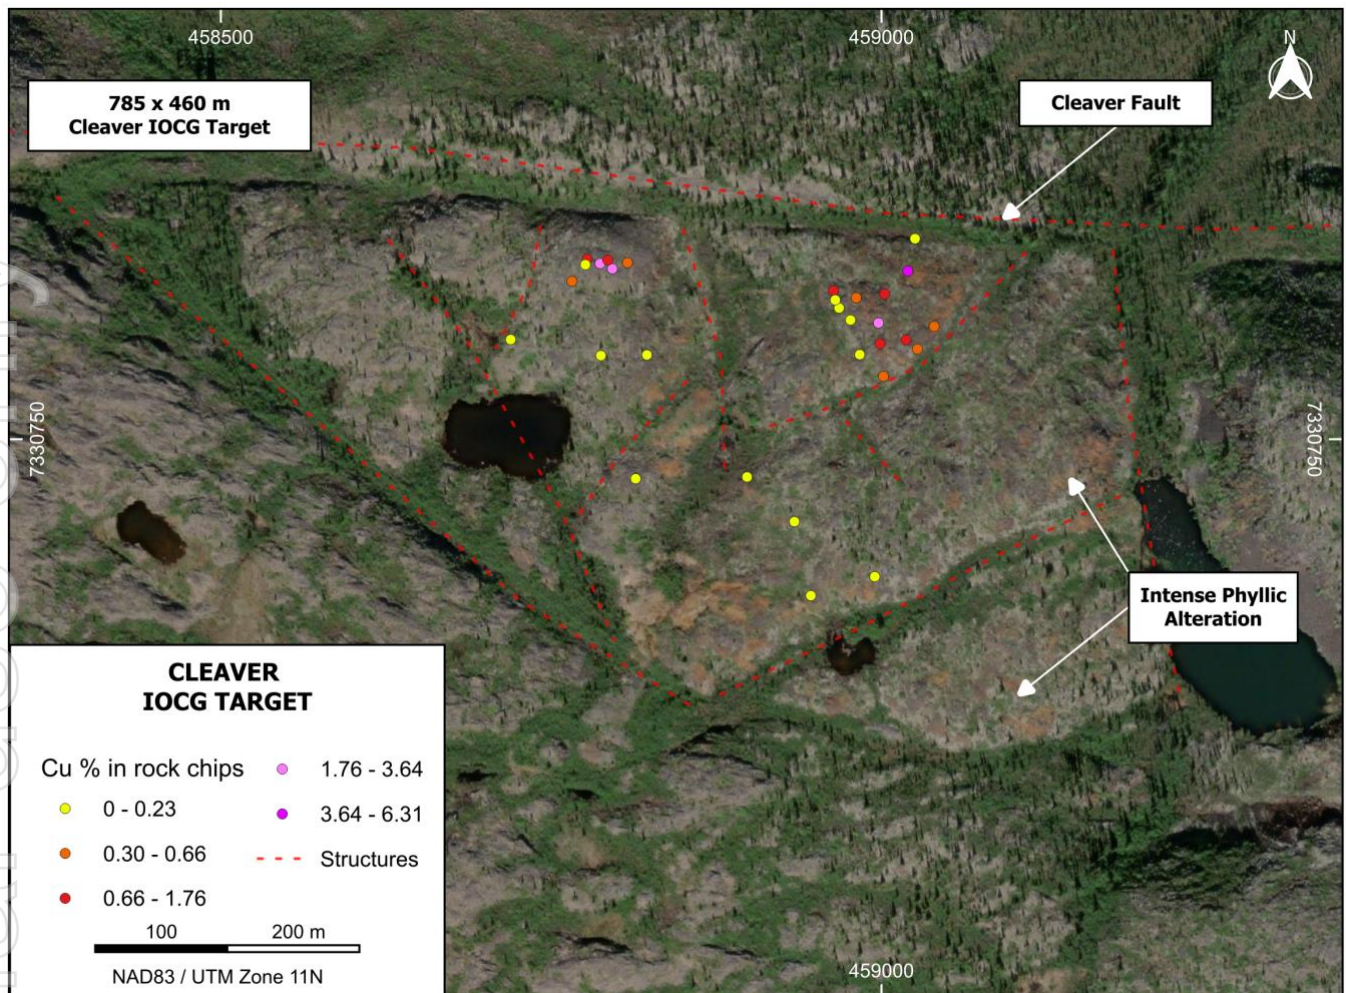 458500
459000
N
785 x 460 m
Cleaver IOCG Target
Cleaver Fault
7330750
7330750
Intense Phyllic
Alteration
CLEAVER
IOCG TARGET
Cu % in rock chips
0 - 0.23
0.30 - 0.66
0.66 - 1.76
1.76 - 3.64
3.64 - 6.31
Structures
100 200 m
NAD83 / UTM Zone 11N
459000